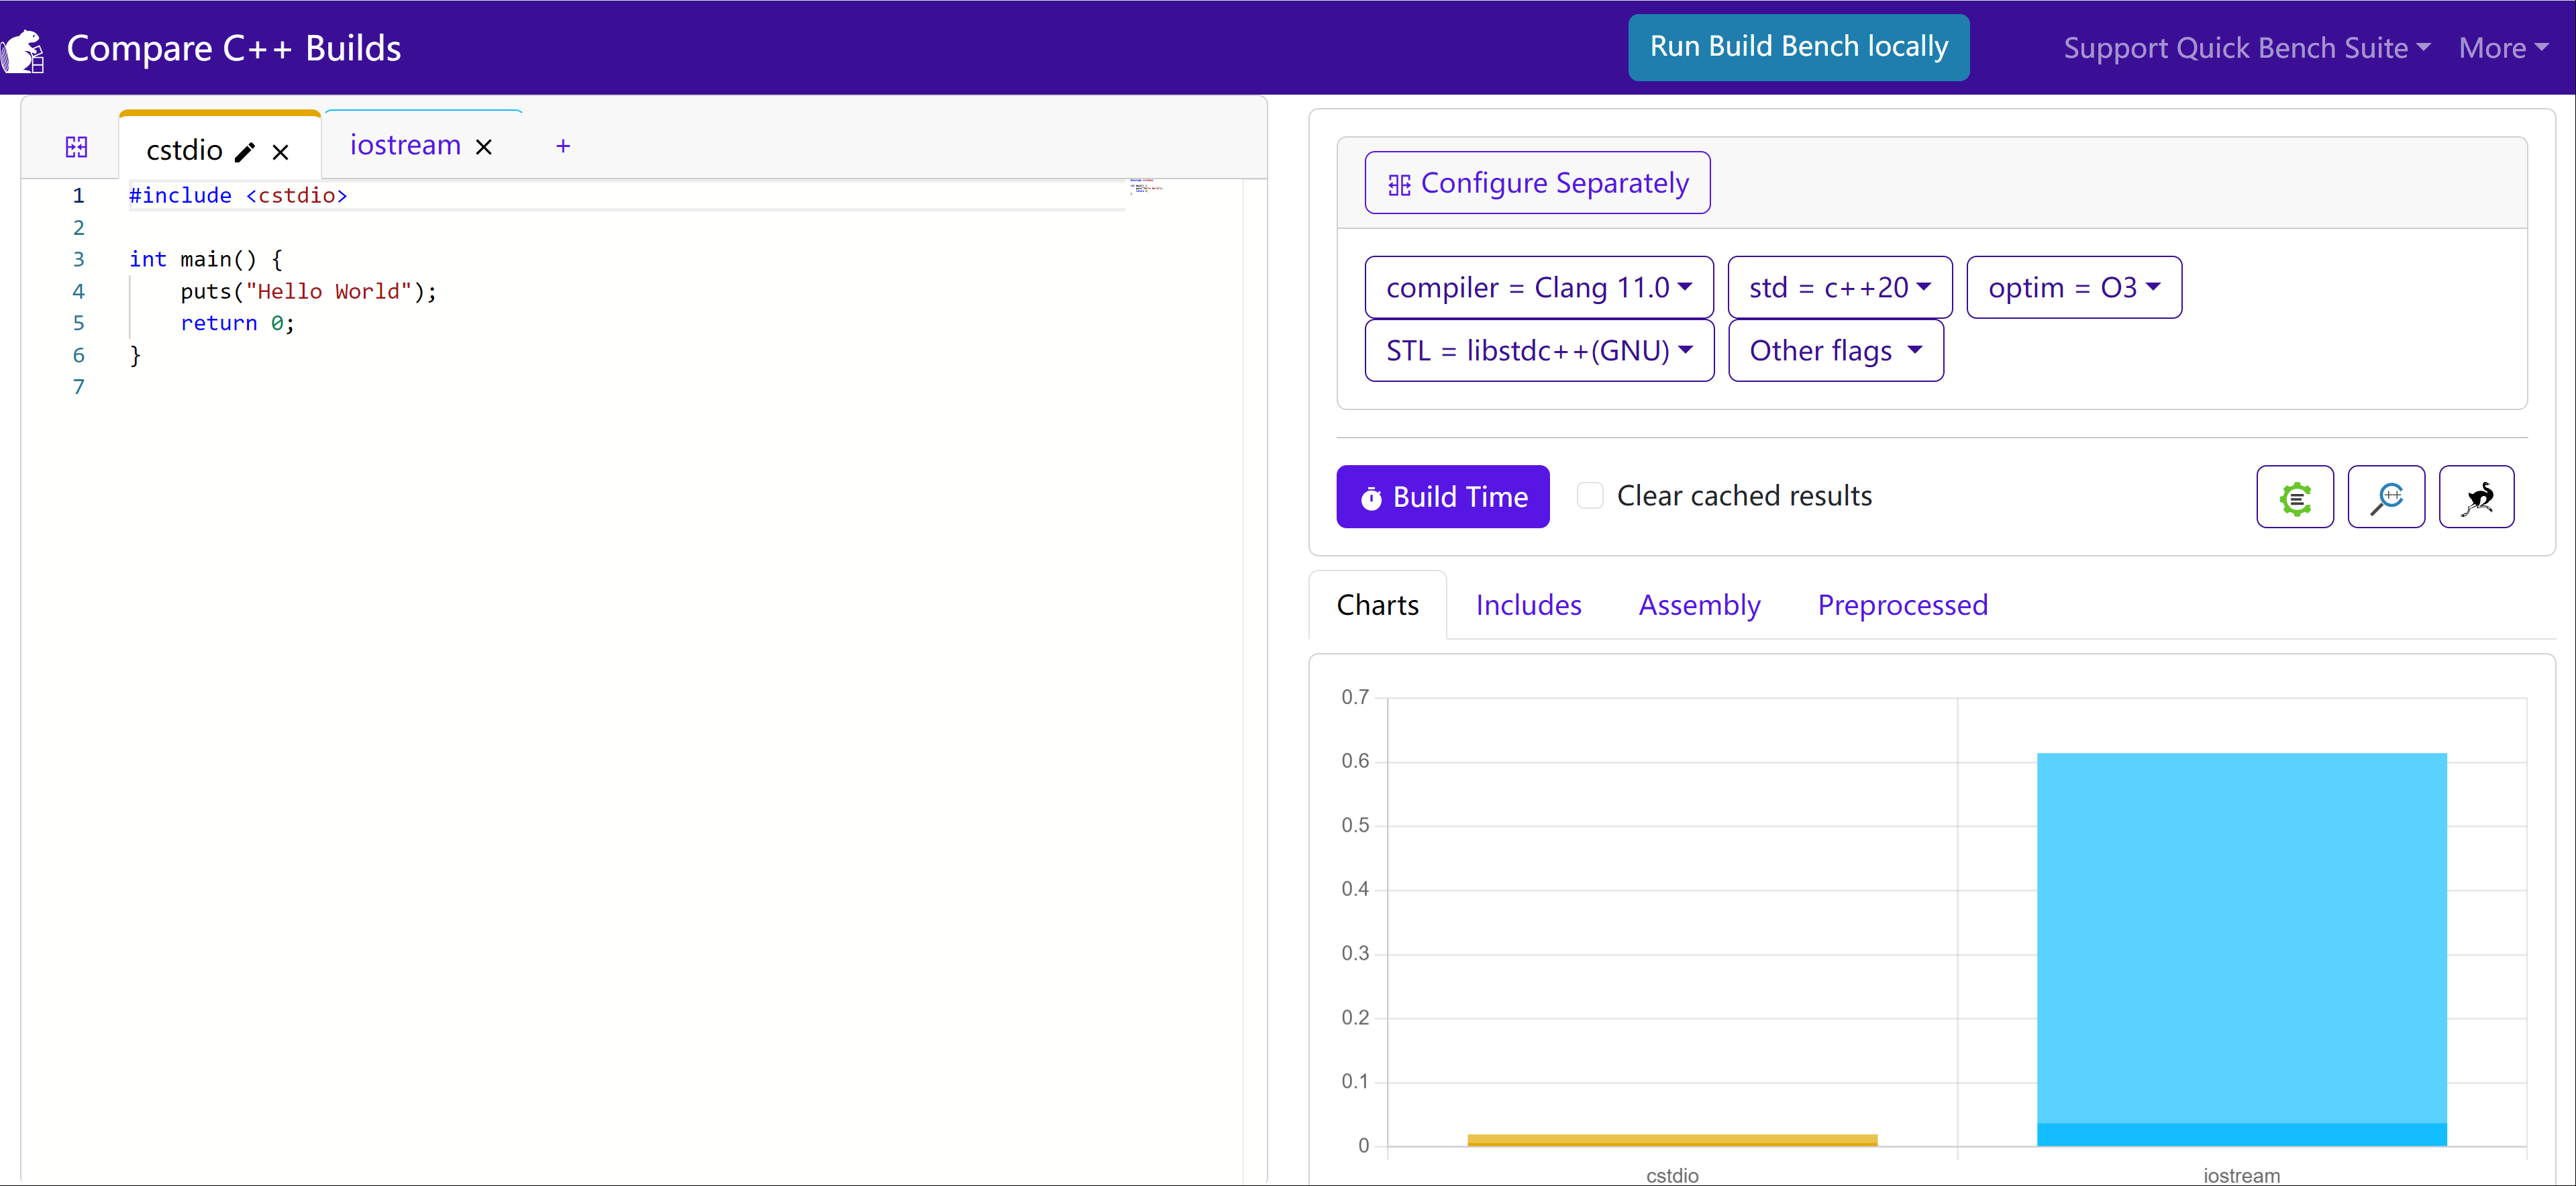 Compare C++ Builds
Run Build Bench locally
Support Quick Bench Suite
More
cstdio
iostream
+
1 #include <cstdio>
2
3 int main() {
4     puts("Hello World");
5     return 0;
6 }
7
Configure Separately
compiler = Clang 11.0
std = c++20
optim = O3
STL = libstdc++(GNU)
Other flags
Build Time
Clear cached results
Charts
Includes
Assembly
Preprocessed
0.7
0.6
0.5
0.4
0.3
0.2
0.1
0
cstdio
iostream